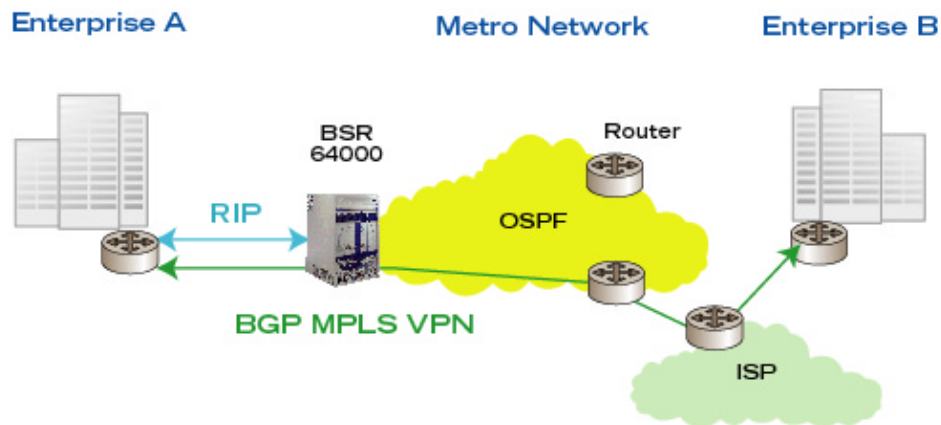 Enterprise A
Metro Network
Enterprise B
BSR
64000
Router
RIP
OSPF
BGP MPLS VPN
ISP